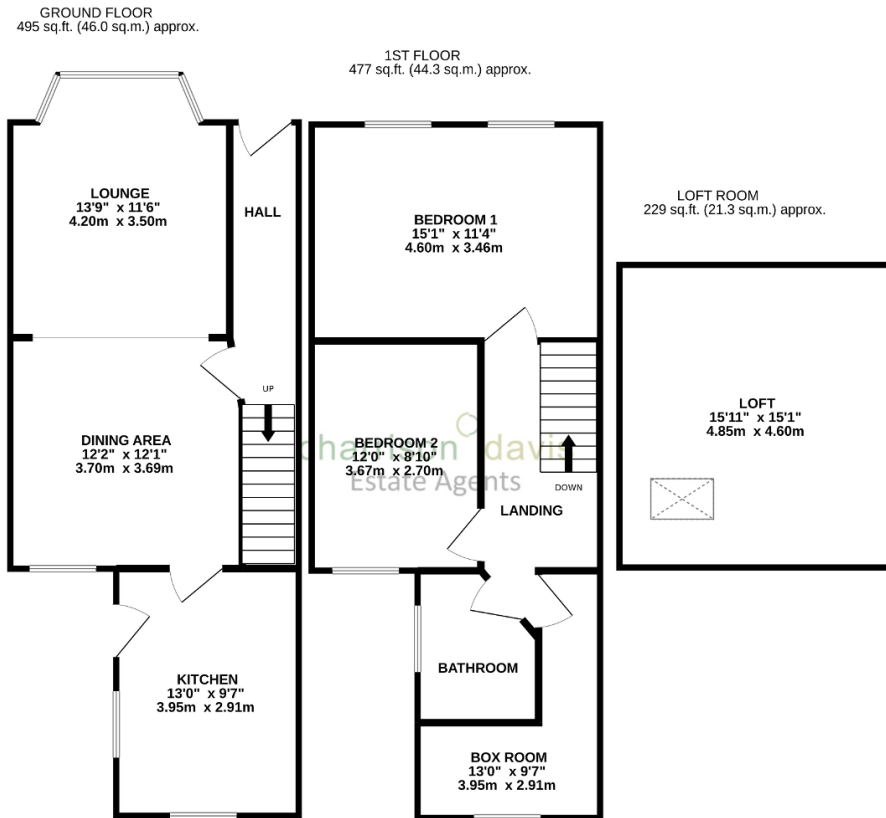 GROUND FLOOR
495 sq.ft. (46.0 sq.m.) approx.
1ST FLOOR
477 sq.ft. (44.3 sq.m.) approx.
LOFT ROOM
229 sq.ft. (21.3 sq.m.) approx.
LOUNGE
13'9" x 11'6"
4.20m x 3.50m
HALL
DINING AREA
12'2" x 12'1"
3.70m x 3.69m
UP
KITCHEN
13'0" x 9'7"
3.95m x 2.91m
BEDROOM 1
15'1" x 11'4"
4.60m x 3.46m
BEDROOM 2
12'0" x 8'10"
3.67m x 2.70m
DOWN
LANDING
BATHROOM
BOX ROOM
13'0" x 9'7"
3.95m x 2.91m
LOFT
15'11" x 15'1"
4.85m x 4.60m
davis
Estate Agents